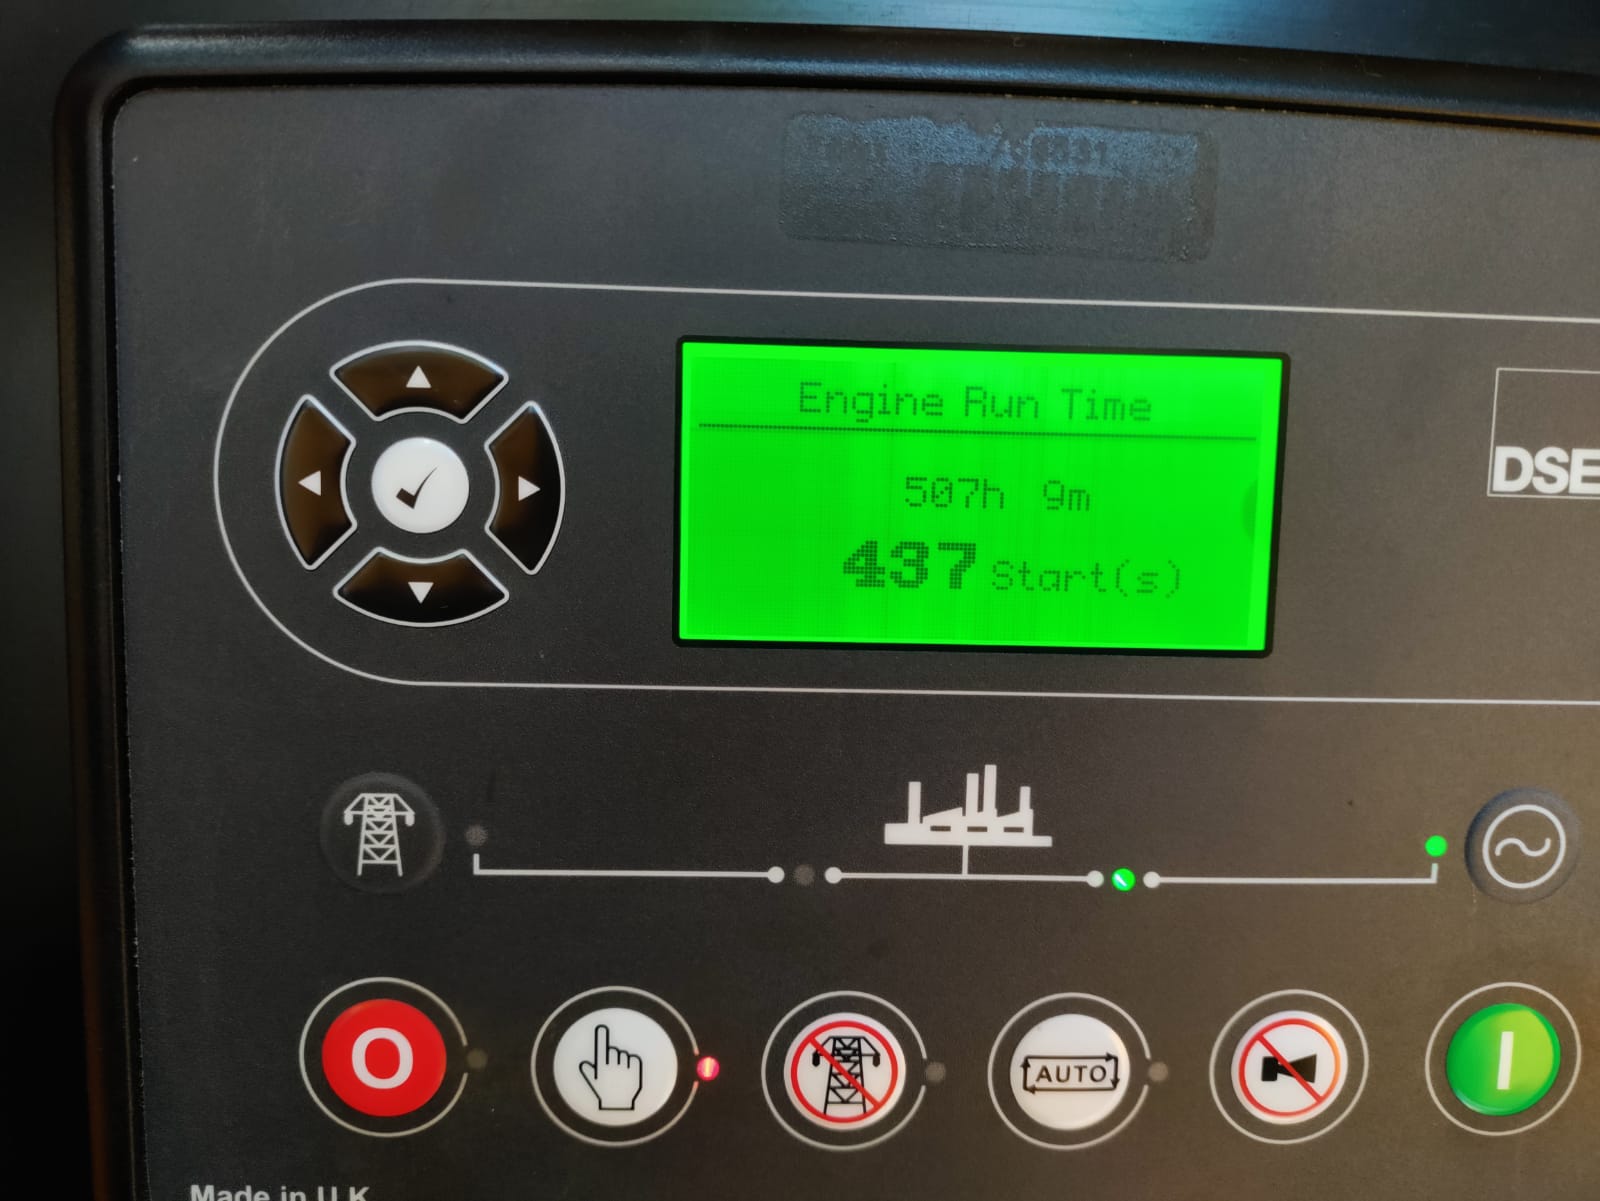 Engine Run Time
507h 9m
437 Start(s)
DSE
O
AUTO
I
Made in U.K